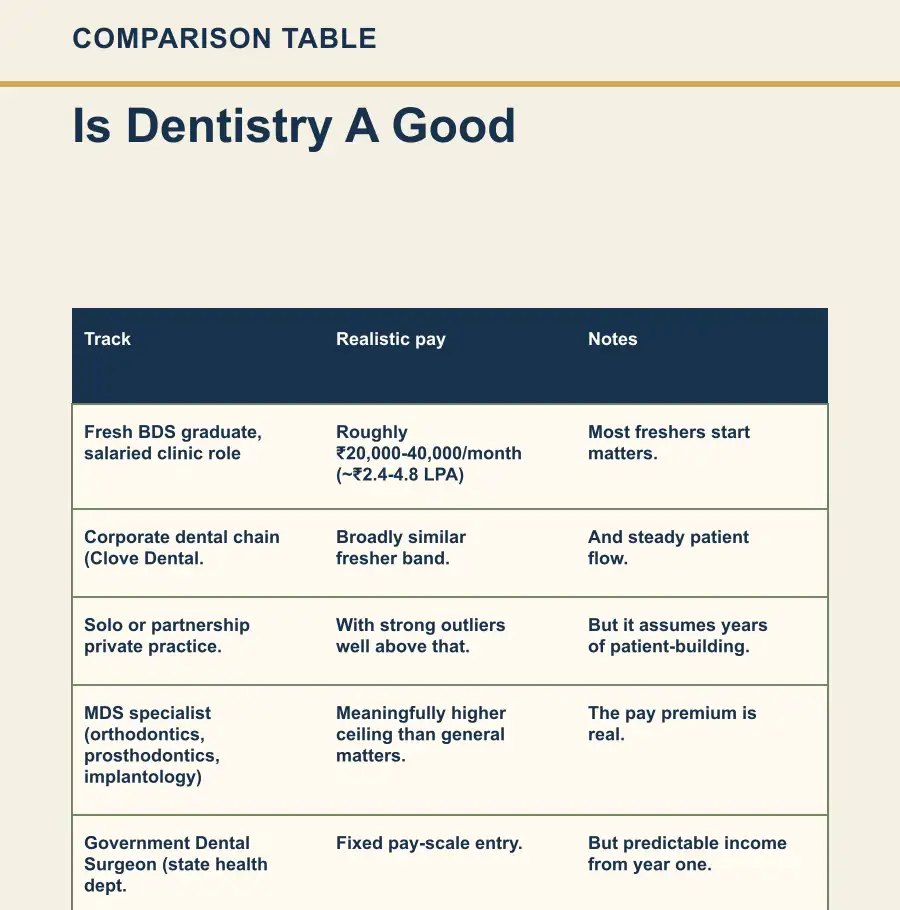 COMPARISON TABLE
Is Dentistry A Good
Track
Realistic pay
Notes
Fresh BDS graduate,
salaried clinic role
Roughly
₹20,000-40,000/month
(~₹2.4-4.8 LPA)
Most freshers start
matters.
Corporate dental chain
(Clove Dental.
Broadly similar
fresher band.
And steady patient
flow.
Solo or partnership
private practice.
With strong outliers
well above that.
But it assumes years
of patient-building.
MDS specialist
(orthodontics,
prosthodontics,
implantology)
Meaningfully higher
ceiling than general
matters.
The pay premium is
real.
Government Dental
Surgeon (state health
dept.
Fixed pay-scale entry.
But predictable income
from year one.